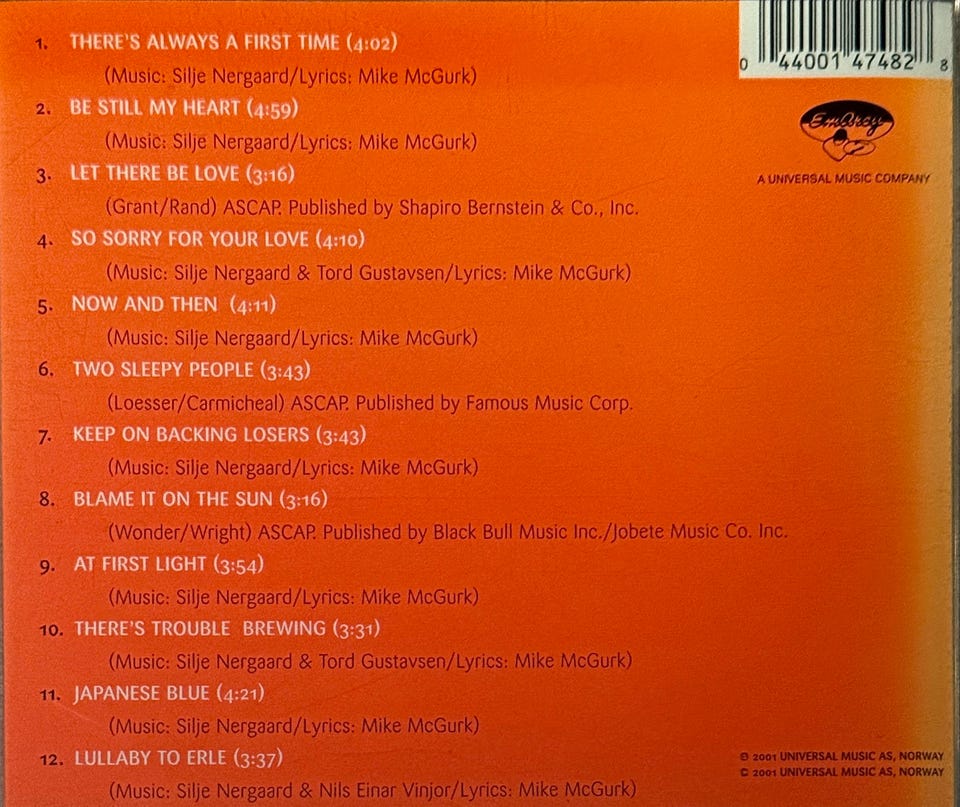 1. THERE'S ALWAYS A FIRST TIME (4:02)
(Music: Silje Nergaard/Lyrics: Mike McGurk)
2. BE STILL MY HEART (4:59)
(Music: Silje Nergaard/Lyrics: Mike McGurk)
3. LET THERE BE LOVE (3:16)
(Grant/Rand) ASCAP. Published by Shapiro Bernstein & Co., Inc.
4. SO SORRY FOR YOUR LOVE (4:10)
(Music: Silje Nergaard & Tord Gustavsen/Lyrics: Mike McGurk)
5. NOW AND THEN (4:11)
(Music: Silje Nergaard/Lyrics: Mike McGurk)
6. TWO SLEEPY PEOPLE (3:43)
(Loesser/Carmicheal) ASCAP. Published by Famous Music Corp.
7. KEEP ON BACKING LOSERS (3:43)
(Music: Silje Nergaard/Lyrics: Mike McGurk)
8. BLAME IT ON THE SUN (3:16)
(Wonder/Wright) ASCAP. Published by Black Bull Music Inc./Jobete Music Co. Inc.
9. AT FIRST LIGHT (3:54)
(Music: Silje Nergaard/Lyrics: Mike McGurk)
10. THERE'S TROUBLE BREWING (3:31)
(Music: Silje Nergaard & Tord Gustavsen/Lyrics: Mike McGurk)
11. JAPANESE BLUE (4:21)
(Music: Silje Nergaard/Lyrics: Mike McGurk)
12. LULLABY TO ERLE (3:37)
(Music: Silje Nergaard & Nils Einar Vinjor/Lyrics: Mike McGurk)
0 44001 47482 8
EmArcy
A UNIVERSAL MUSIC COMPANY
℗ 2001 UNIVERSAL MUSIC AS, NORWAY
© 2001 UNIVERSAL MUSIC AS, NORWAY